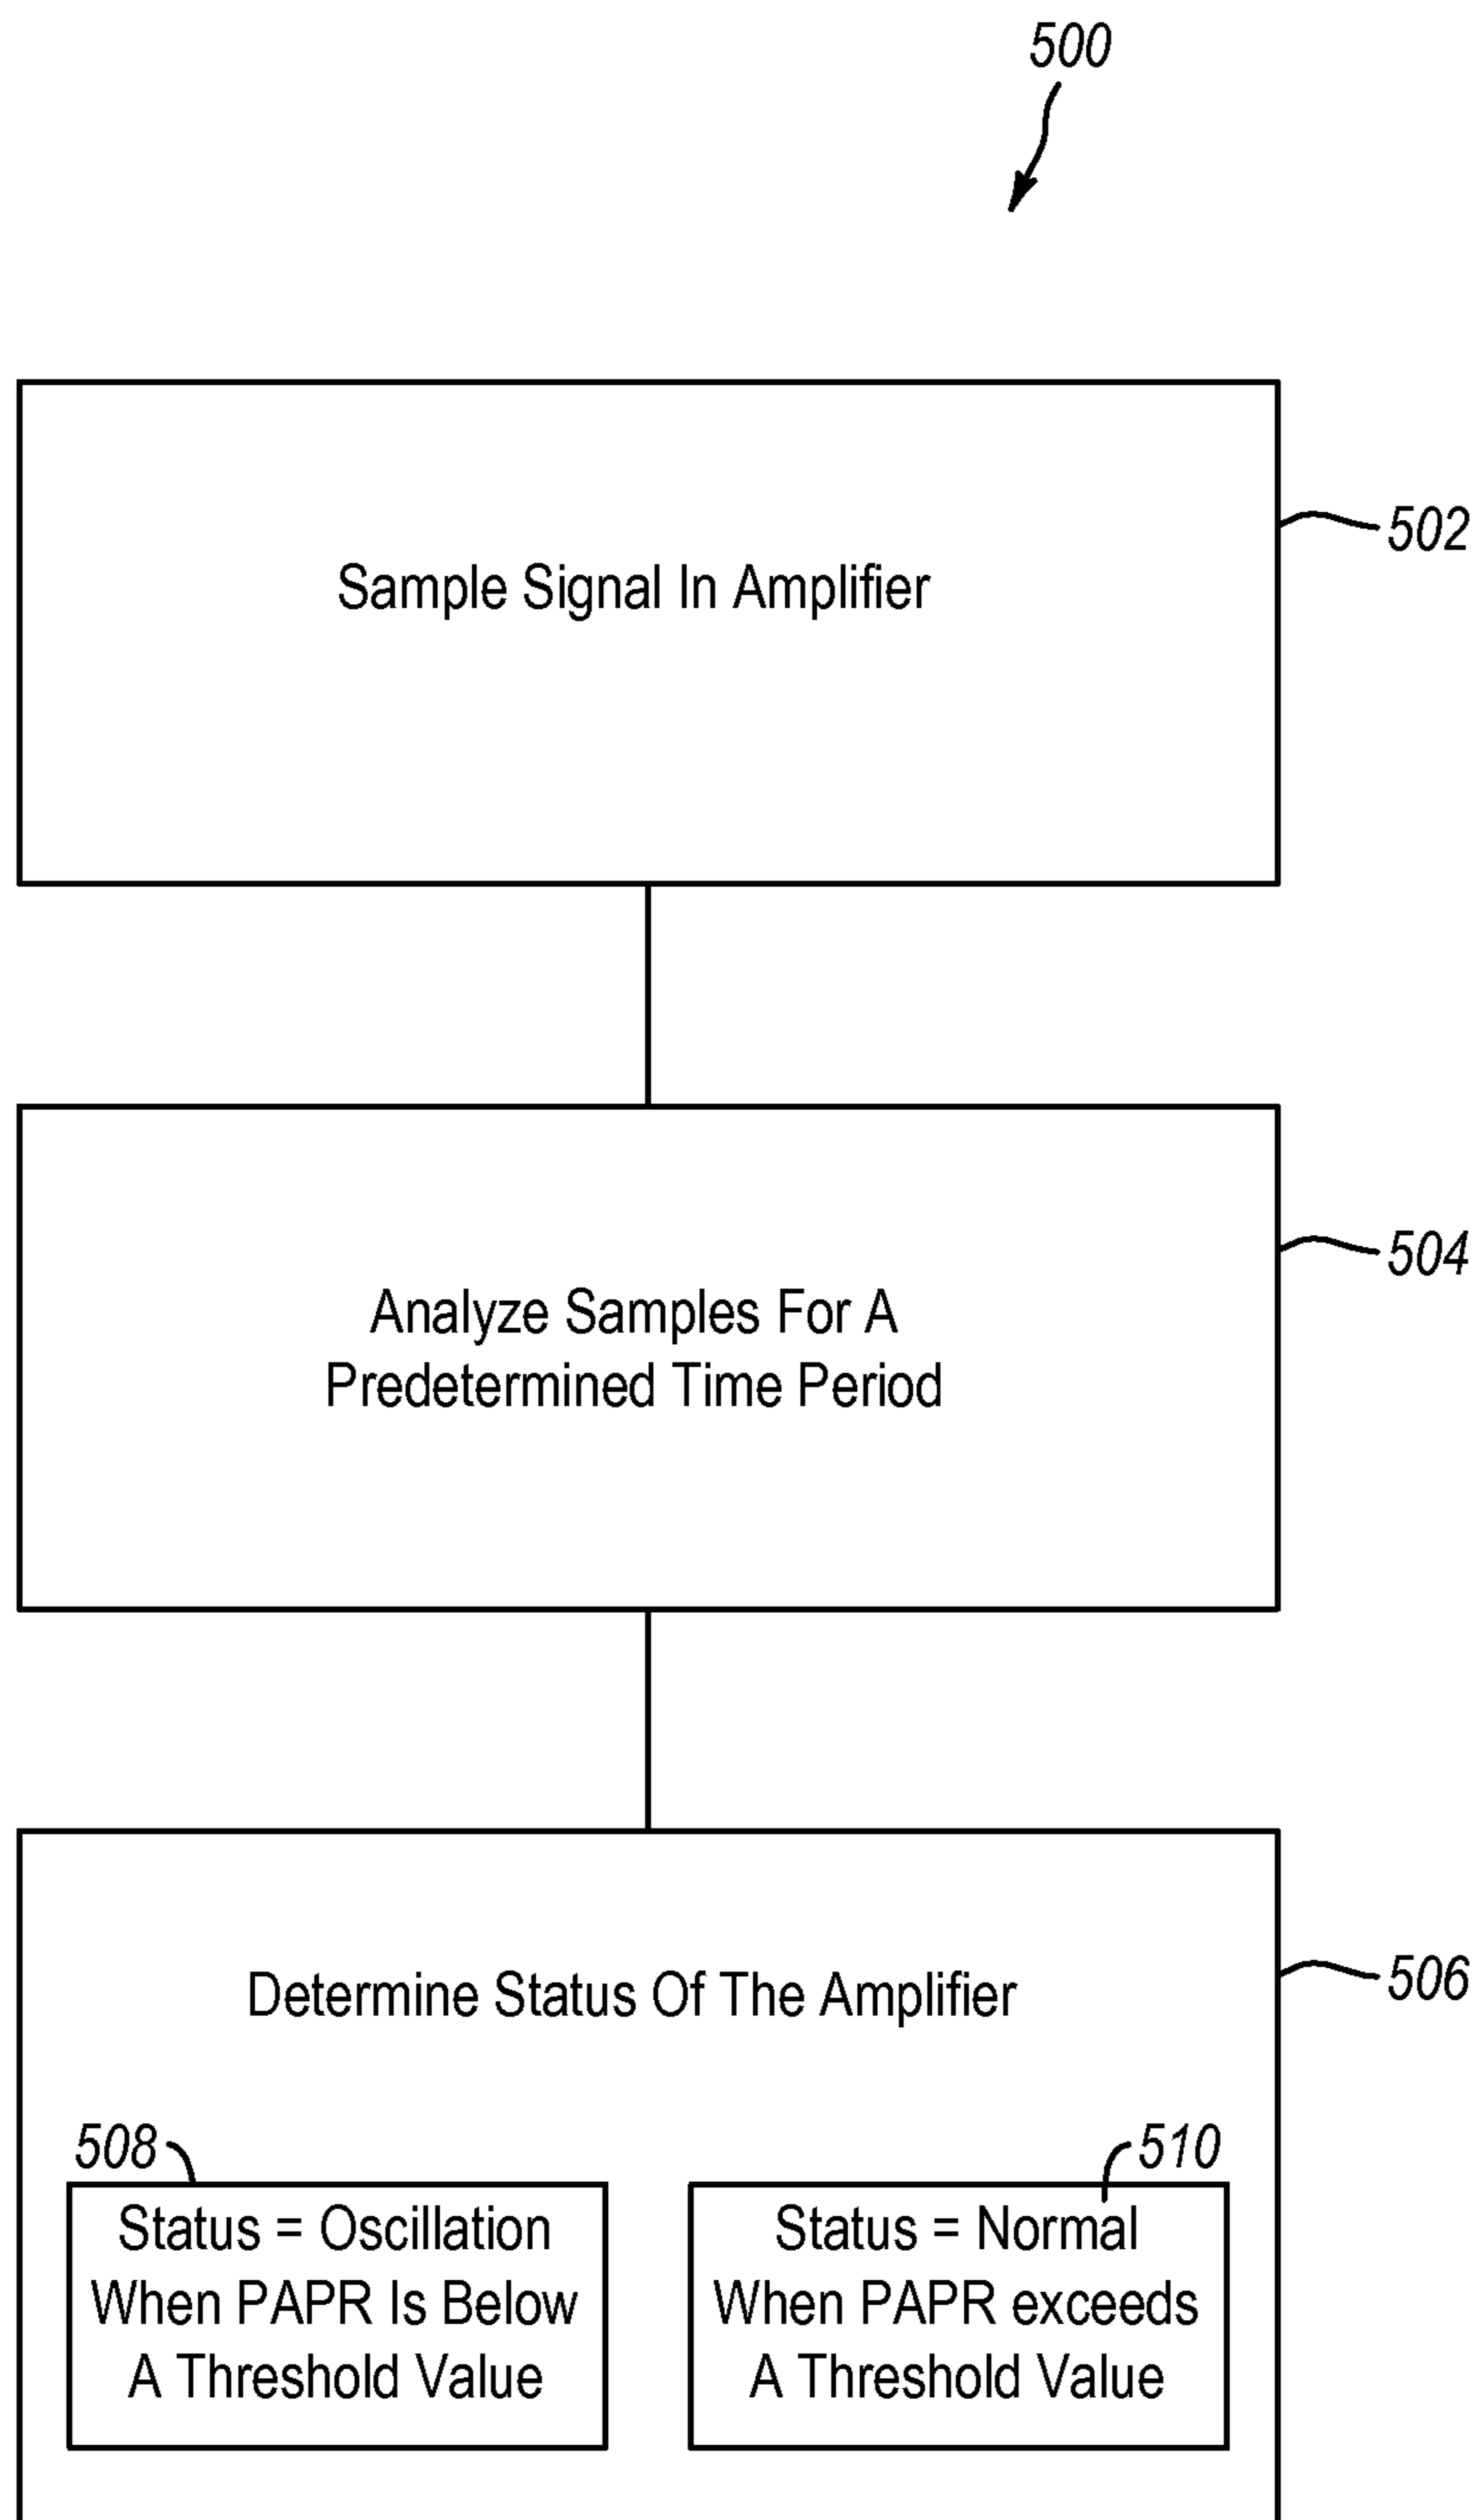 500
Sample Signal In Amplifier
502
Analyze Samples For A
Predetermined Time Period
504
Determine Status Of The Amplifier
506
508
Status = Oscillation
When PAPR Is Below
A Threshold Value
510
Status = Normal
When PAPR exceeds
A Threshold Value